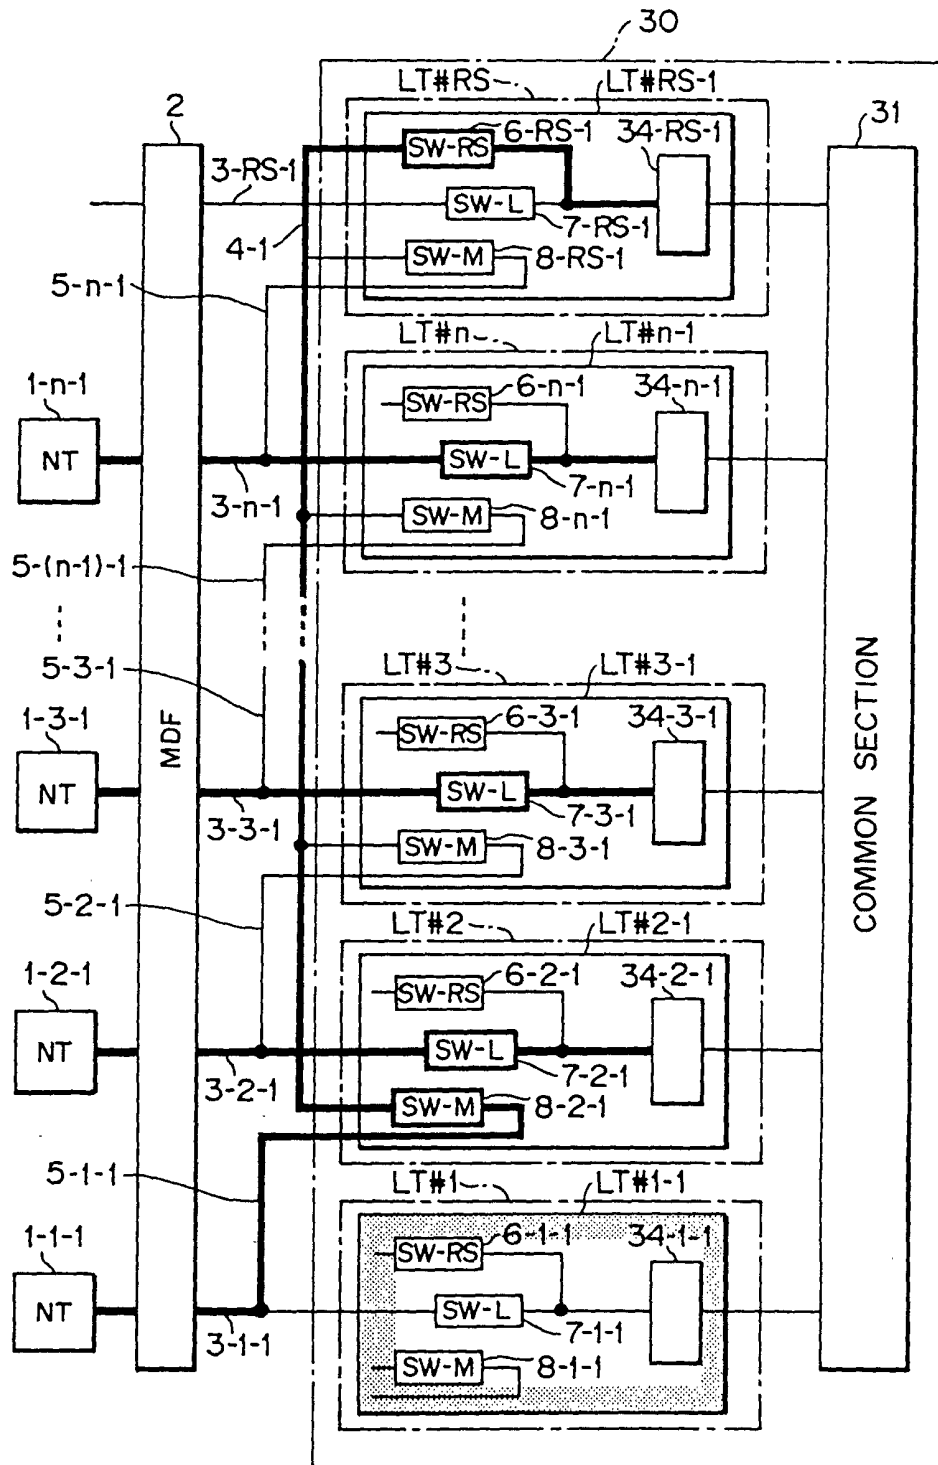 30
LT#RS LT#RS-1
2 6-RS-1 34-RS-1 31
SW-RS
3-RS-1
SW-L
7-RS-1
4-1
SW-M 8-RS-1
5-n-1
LT#n LT#n-1
1-n-1 6-n-1 34-n-1
SW-RS
NT SW-L
3-n-1 7-n-1
SW-M 8-n-1
5-(n-1)-1
5-3-1 LT#3 LT#3-1
1-3-1 6-3-1 34-3-1
SW-RS
MDF
COMMON SECTION
NT SW-L
3-3-1 7-3-1
SW-M 8-3-1
5-2-1
LT#2 LT#2-1
1-2-1 6-2-1 34-2-1
SW-RS
NT SW-L
3-2-1 7-2-1
SW-M 8-2-1
5-1-1
LT#1 LT#1-1
1-1-1 6-1-1 34-1-1
SW-RS
NT SW-L
3-1-1 7-1-1
SW-M 8-1-1